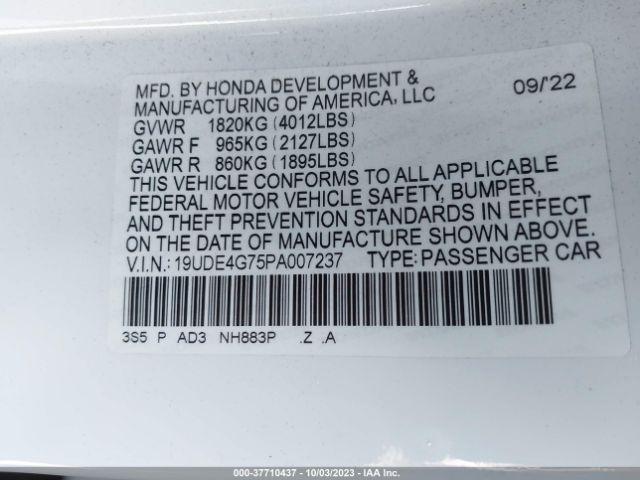 MFD. BY HONDA DEVELOPMENT & 09/'22
MANUFACTURING OF AMERICA, LLC
GVWR 1820KG (4012LBS)
GAWR F 965KG (2127LBS)
GAWR R 860KG (1895LBS)
THIS VEHICLE CONFORMS TO ALL APPLICABLE
FEDERAL MOTOR VEHICLE SAFETY, BUMPER,
AND THEFT PREVENTION STANDARDS IN EFFECT
ON THE DATE OF MANUFACTURE SHOWN ABOVE.
V.I.N.: 19UDE4G75PA007237 TYPE: PASSENGER CAR
3S5 P AD3 NH883P .Z .A
000-37710437 - 10/03/2023 - IAA Inc.